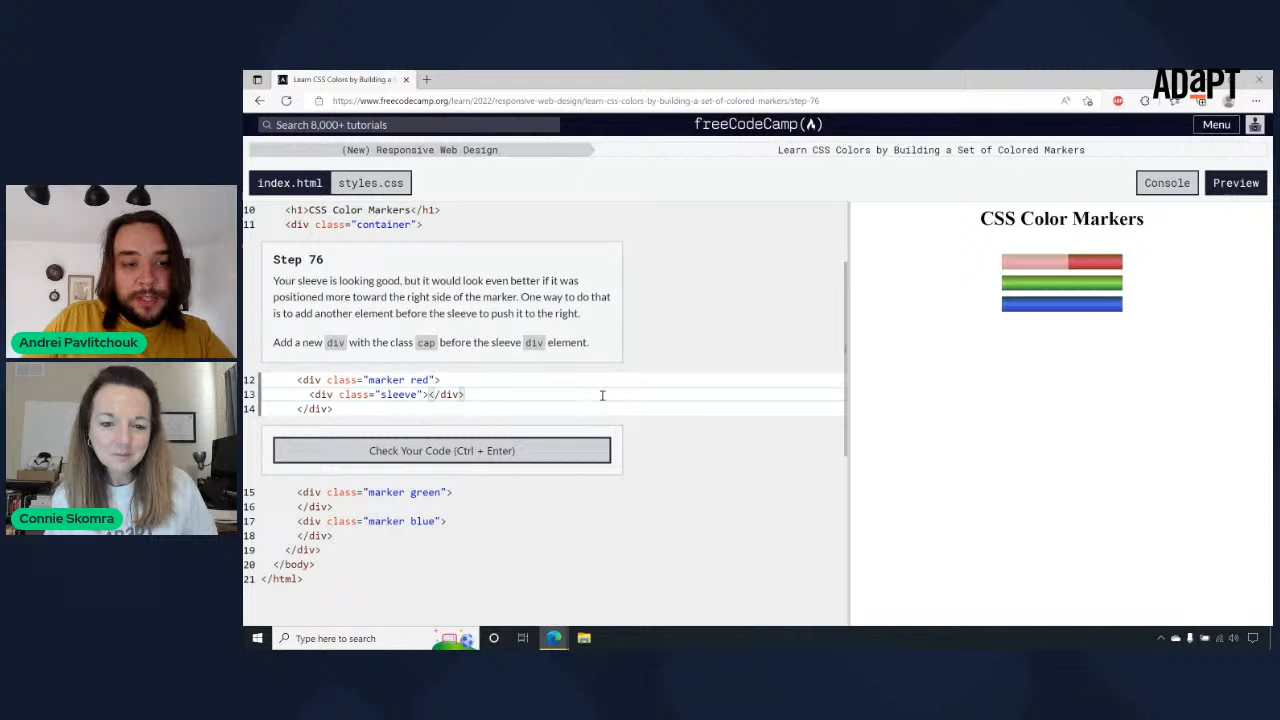 ADaPT
Learn CSS Colors by Building a S
https://www.freecodecamp.org/learn/2022/responsive-web-design/learn-css-colors-by-building-a-set-of-colored-markers/step-76
Search 8,000+ tutorials
freeCodeCamp
Menu
(New) Responsive Web Design
Learn CSS Colors by Building a Set of Colored Markers
index.html
styles.css
Console
Preview
10 <h1>CSS Color Markers</h1>
11 <div class="container">
Step 76
Your sleeve is looking good, but it would look even better if it was
positioned more toward the right side of the marker. One way to do that
is to add another element before the sleeve to push it to the right.
Add a new div with the class cap before the sleeve div element.
12 <div class="marker red">
13 <div class="sleeve"></div>
14 </div>
Check Your Code (Ctrl + Enter)
15 <div class="marker green">
16 </div>
17 <div class="marker blue">
18 </div>
19 </div>
20 </body>
21 </html>
CSS Color Markers
Andrei Pavlitchouk
Connie Skomra
Type here to search